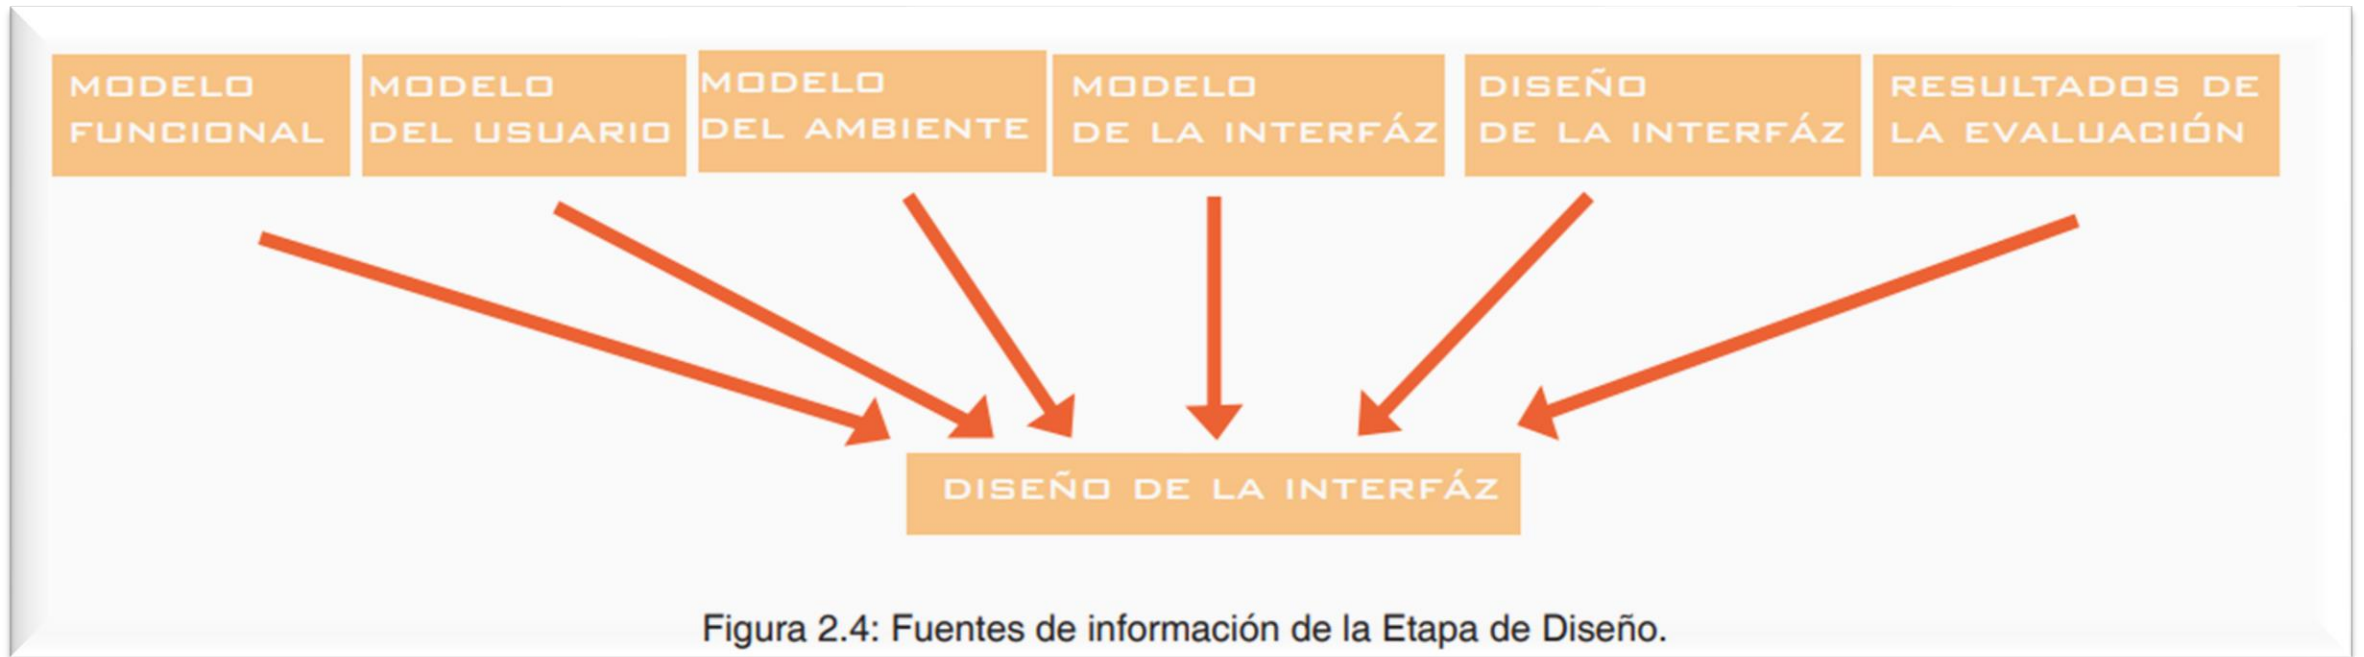 MODELO
FUNCIONAL
MODELO
DEL USUARIO
MODELO
DEL AMBIENTE
MODELO
DE LA INTERFÁZ
DISEÑO
DE LA INTERFÁZ
RESULTADOS DE
LA EVALUACIÓN
DISEÑO DE LA INTERFÁZ
Figura 2.4: Fuentes de información de la Etapa de Diseño.